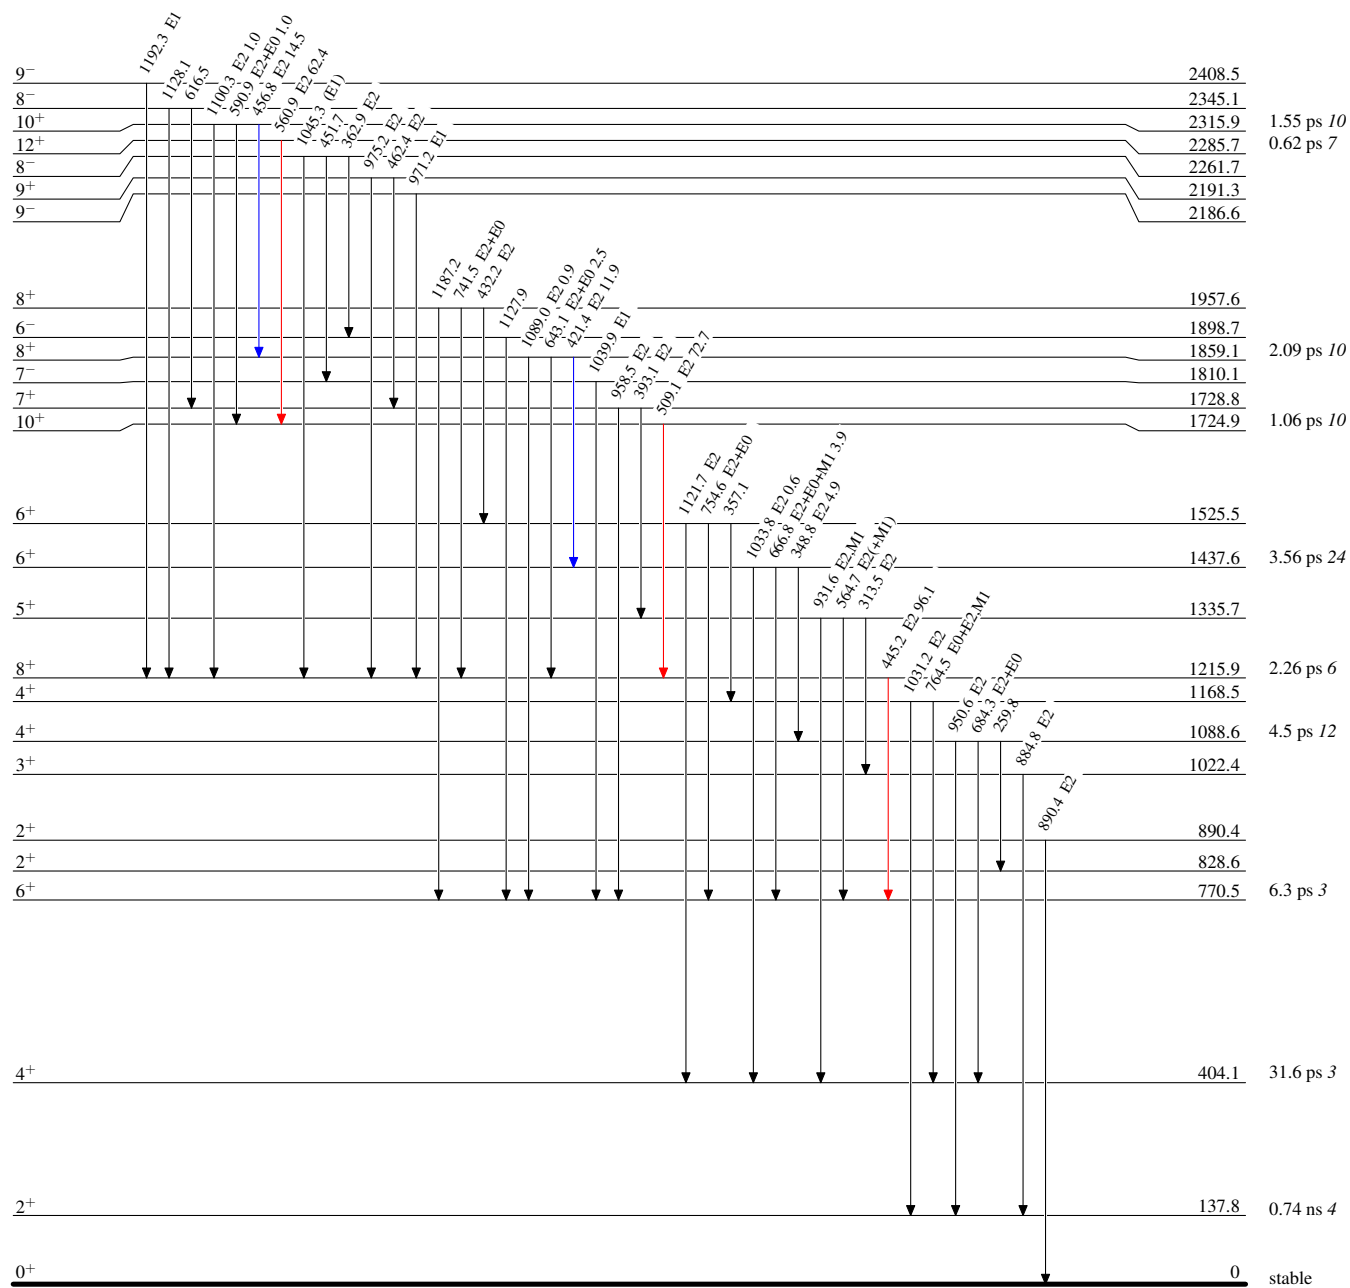 1192.3 E1
1128.1
616.5
1100.3 E2 1.0
590.9 E2+E0 1.0
456.8 E2 14.5
560.9 E2 62.4
1045.3 (E1)
451.7
362.9 E2
975.2 E2
462.4 E2
971.2 E1
9⁻ 2408.5
8⁻ 2345.1
10⁺ 2315.9 1.55 ps 10
12⁺ 2285.7 0.62 ps 7
8⁻ 2261.7
9⁺ 2191.3
9⁻ 2186.6
1187.2
741.5 E2+E0
432.2 E2
1127.9
1089.0 E2 0.9
643.1 E2+E0 2.5
421.4 E2 11.9
1039.9 E1
958.5 E2
393.1 E2
509.1 E2 72.7
8⁺ 1957.6
6⁻ 1898.7
8⁺ 1859.1 2.09 ps 10
7⁻ 1810.1
7⁺ 1728.8
10⁺ 1724.9 1.06 ps 10
1121.7 E2
754.6 E2+E0
357.1
1033.8 E2 0.6
666.8 E2+E0+M1 3.9
348.8 E2 4.9
931.6 E2,M1
564.7 E2(+M1)
313.5 E2
6⁺ 1525.5
6⁺ 1437.6 3.56 ps 24
5⁺ 1335.7
445.2 E2 96.1
1031.2 E2
764.5 E0+E2,M1
950.6 E2
684.3 E2+E0
259.8
884.8 E2
890.4 E2
8⁺ 1215.9 2.26 ps 6
4⁺ 1168.5
4⁺ 1088.6 4.5 ps 12
3⁺ 1022.4
2⁺ 890.4
2⁺ 828.6
6⁺ 770.5 6.3 ps 3
4⁺ 404.1 31.6 ps 3
2⁺ 137.8 0.74 ns 4
0⁺ 0 stable